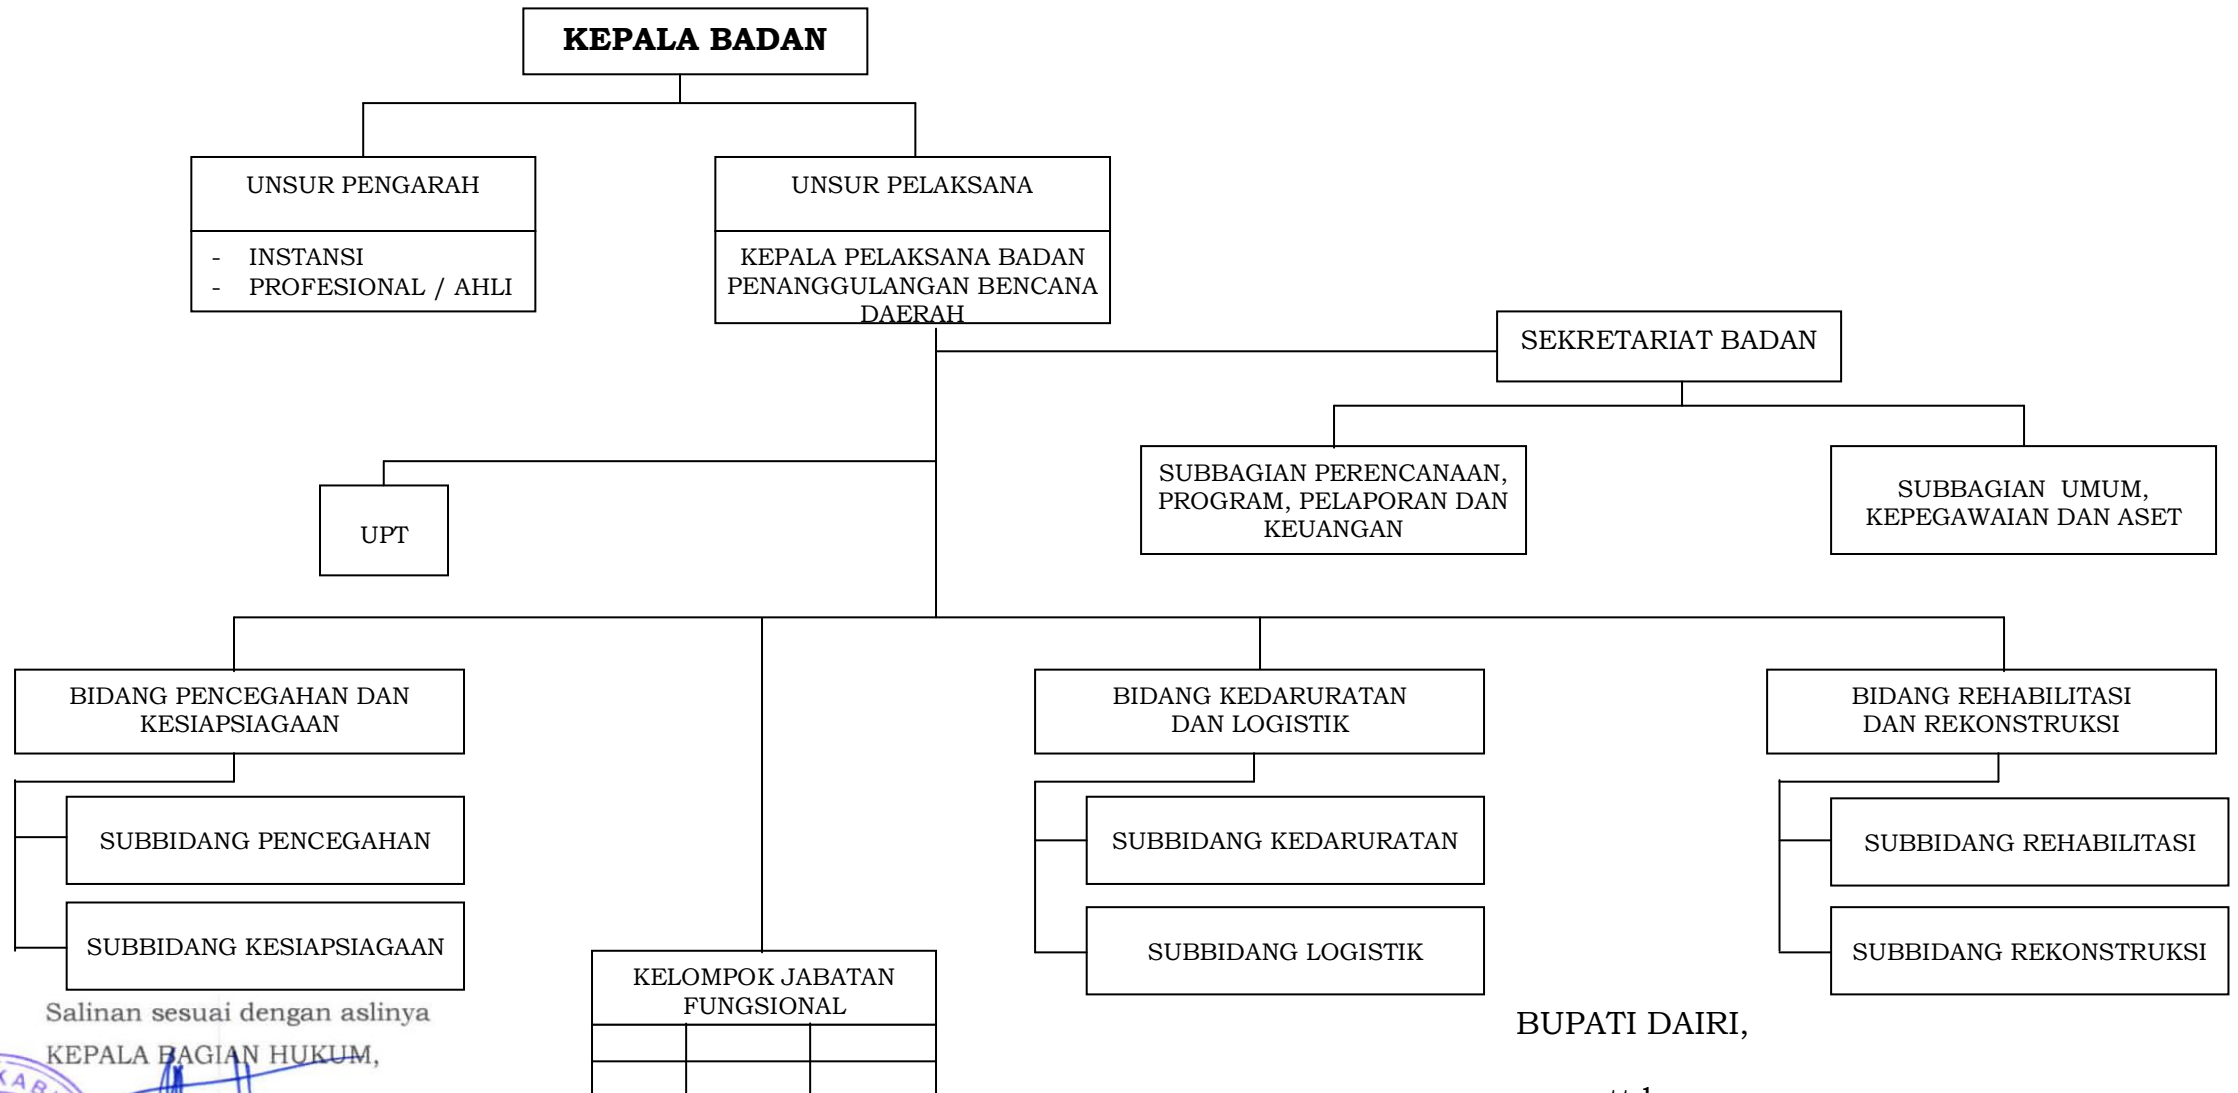 KEPALA BADAN
UNSUR PENGARAH
- INSTANSI
- PROFESIONAL / AHLI
UNSUR PELAKSANA
KEPALA PELAKSANA BADAN
PENANGGULANGAN BENCANA
DAERAH
SEKRETARIAT BADAN
SUBBAGIAN PERENCANAAN,
PROGRAM, PELAPORAN DAN
KEUANGAN
SUBBAGIAN UMUM,
KEPEGAWAIAN DAN ASET
UPT
BIDANG PENCEGAHAN DAN
KESIAPSIAGAAN
SUBBIDANG PENCEGAHAN
SUBBIDANG KESIAPSIAGAAN
KELOMPOK JABATAN
FUNGSIONAL
BIDANG KEDARURATAN
DAN LOGISTIK
SUBBIDANG KEDARURATAN
SUBBIDANG LOGISTIK
BIDANG REHABILITASI
DAN REKONSTRUKSI
SUBBIDANG REHABILITASI
SUBBIDANG REKONSTRUKSI
Salinan sesuai dengan aslinya
KEPALA BAGIAN HUKUM,
BUPATI DAIRI,